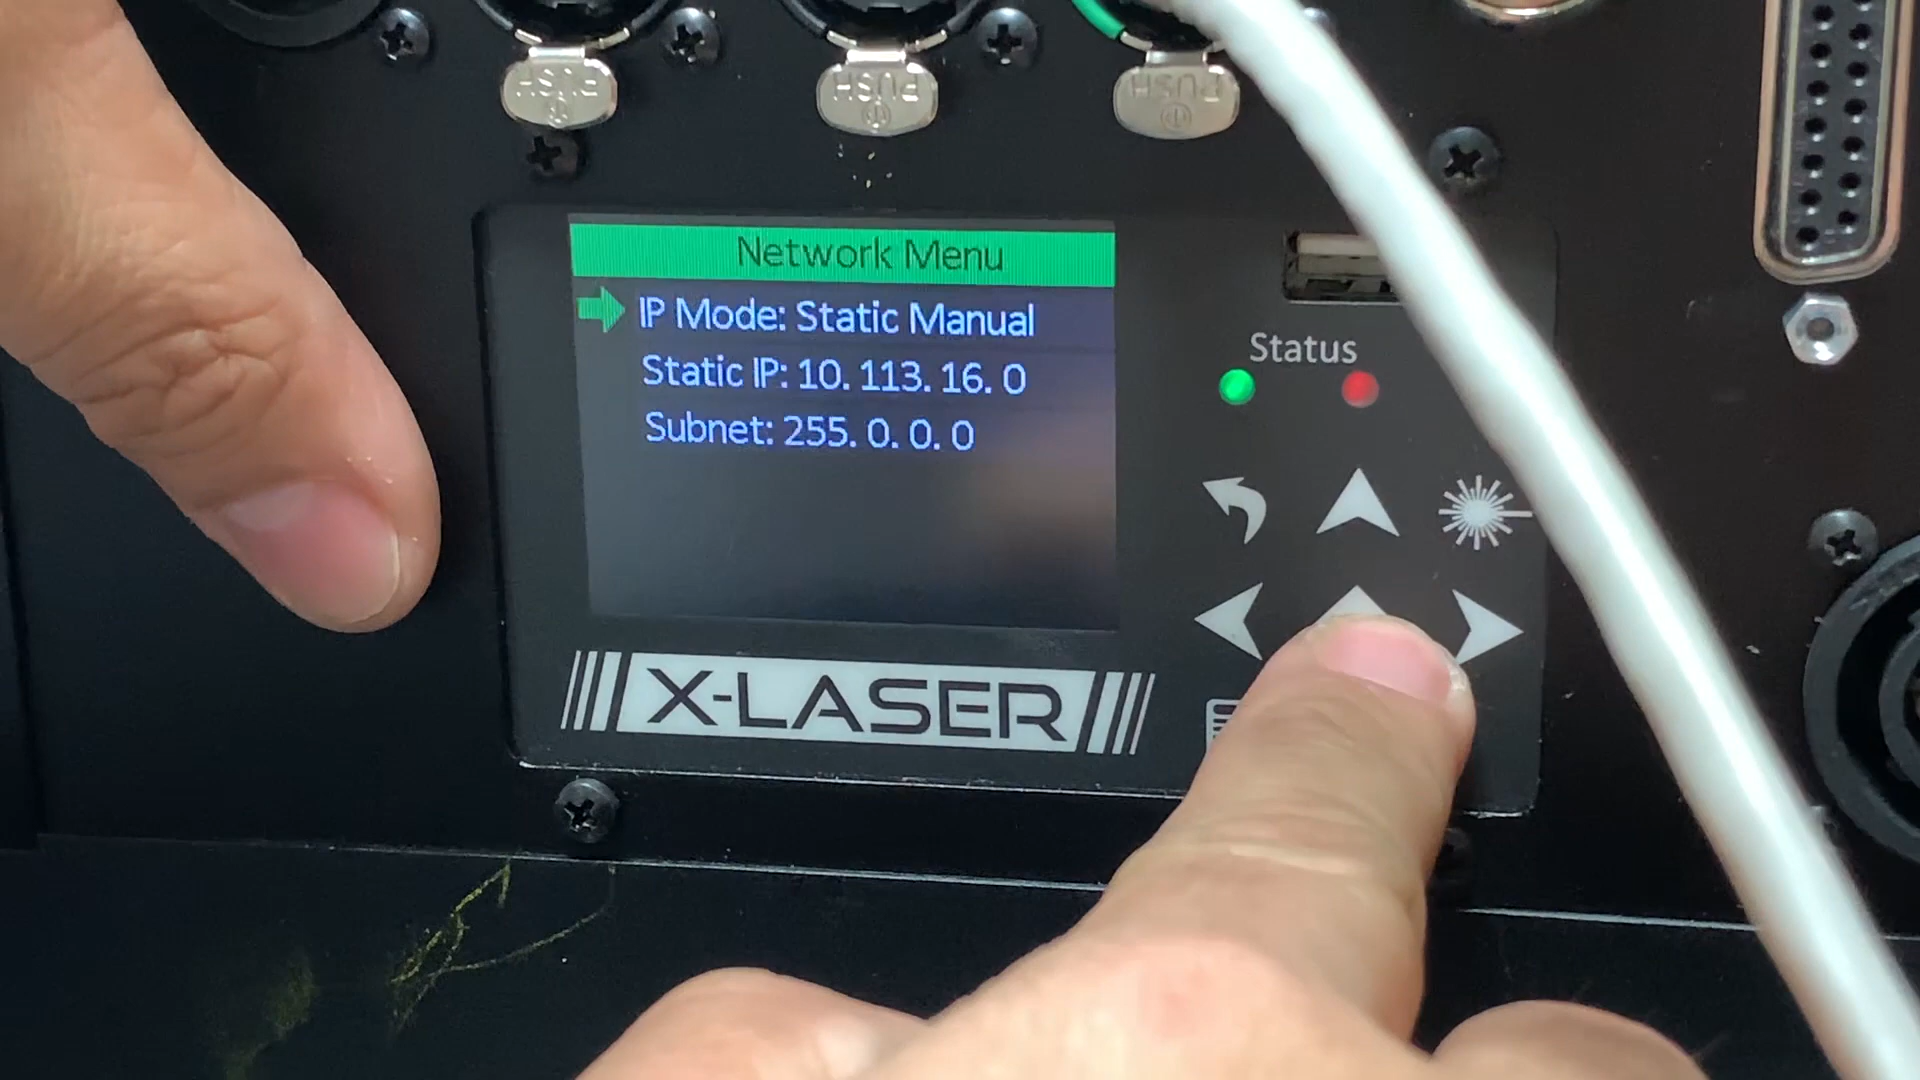 PUSH
PUSH
PUSH
Network Menu
IP Mode: Static Manual
Static IP: 10. 113. 16. 0
Subnet: 255. 0. 0. 0
Status
X-LASER